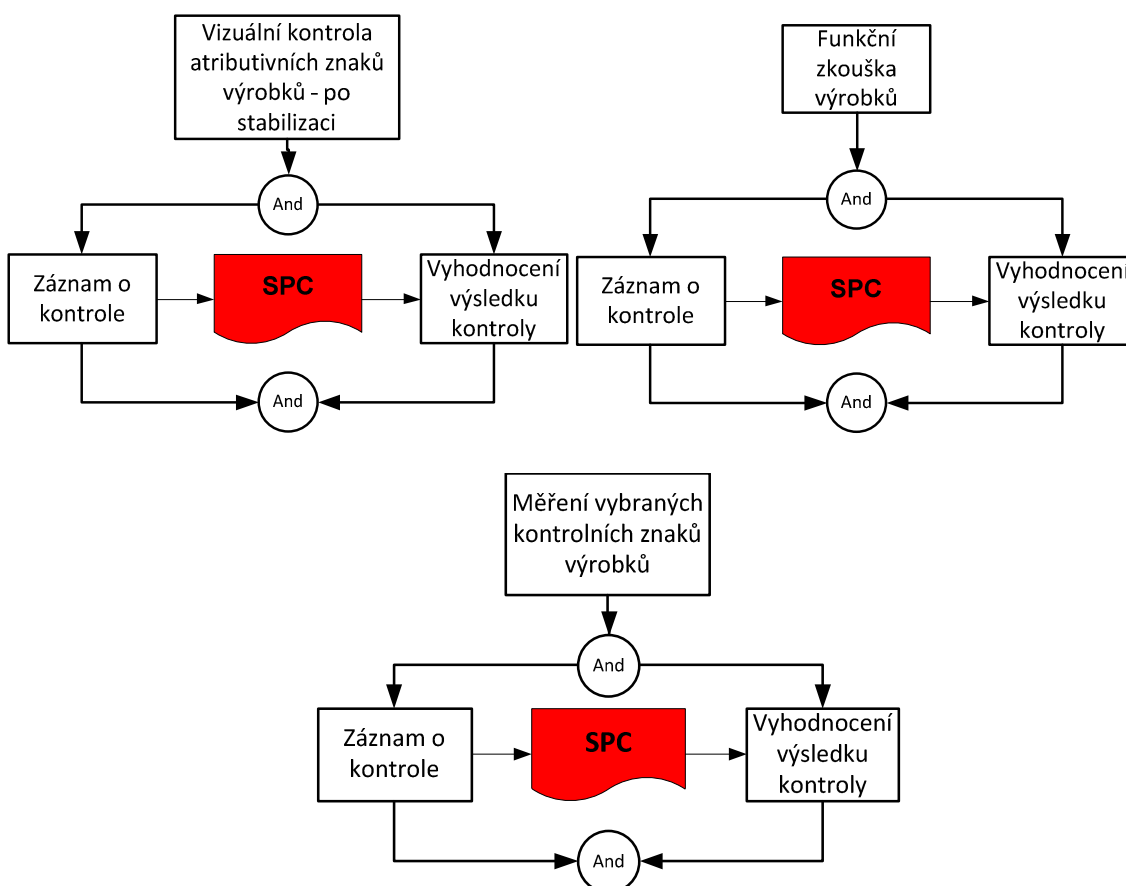 Vizuální kontrola
atributivních znaků
výrobků - po
stabilizaci
And
Záznam o
kontrole
SPC
Vyhodnocení
výsledku
kontroly
And
Funkční
zkouška
výrobků
And
Záznam o
kontrole
SPC
Vyhodnocení
výsledku
kontroly
And
Měření vybraných
kontrolních znaků
výrobků
And
Záznam o
kontrole
SPC
Vyhodnocení
výsledku
kontroly
And